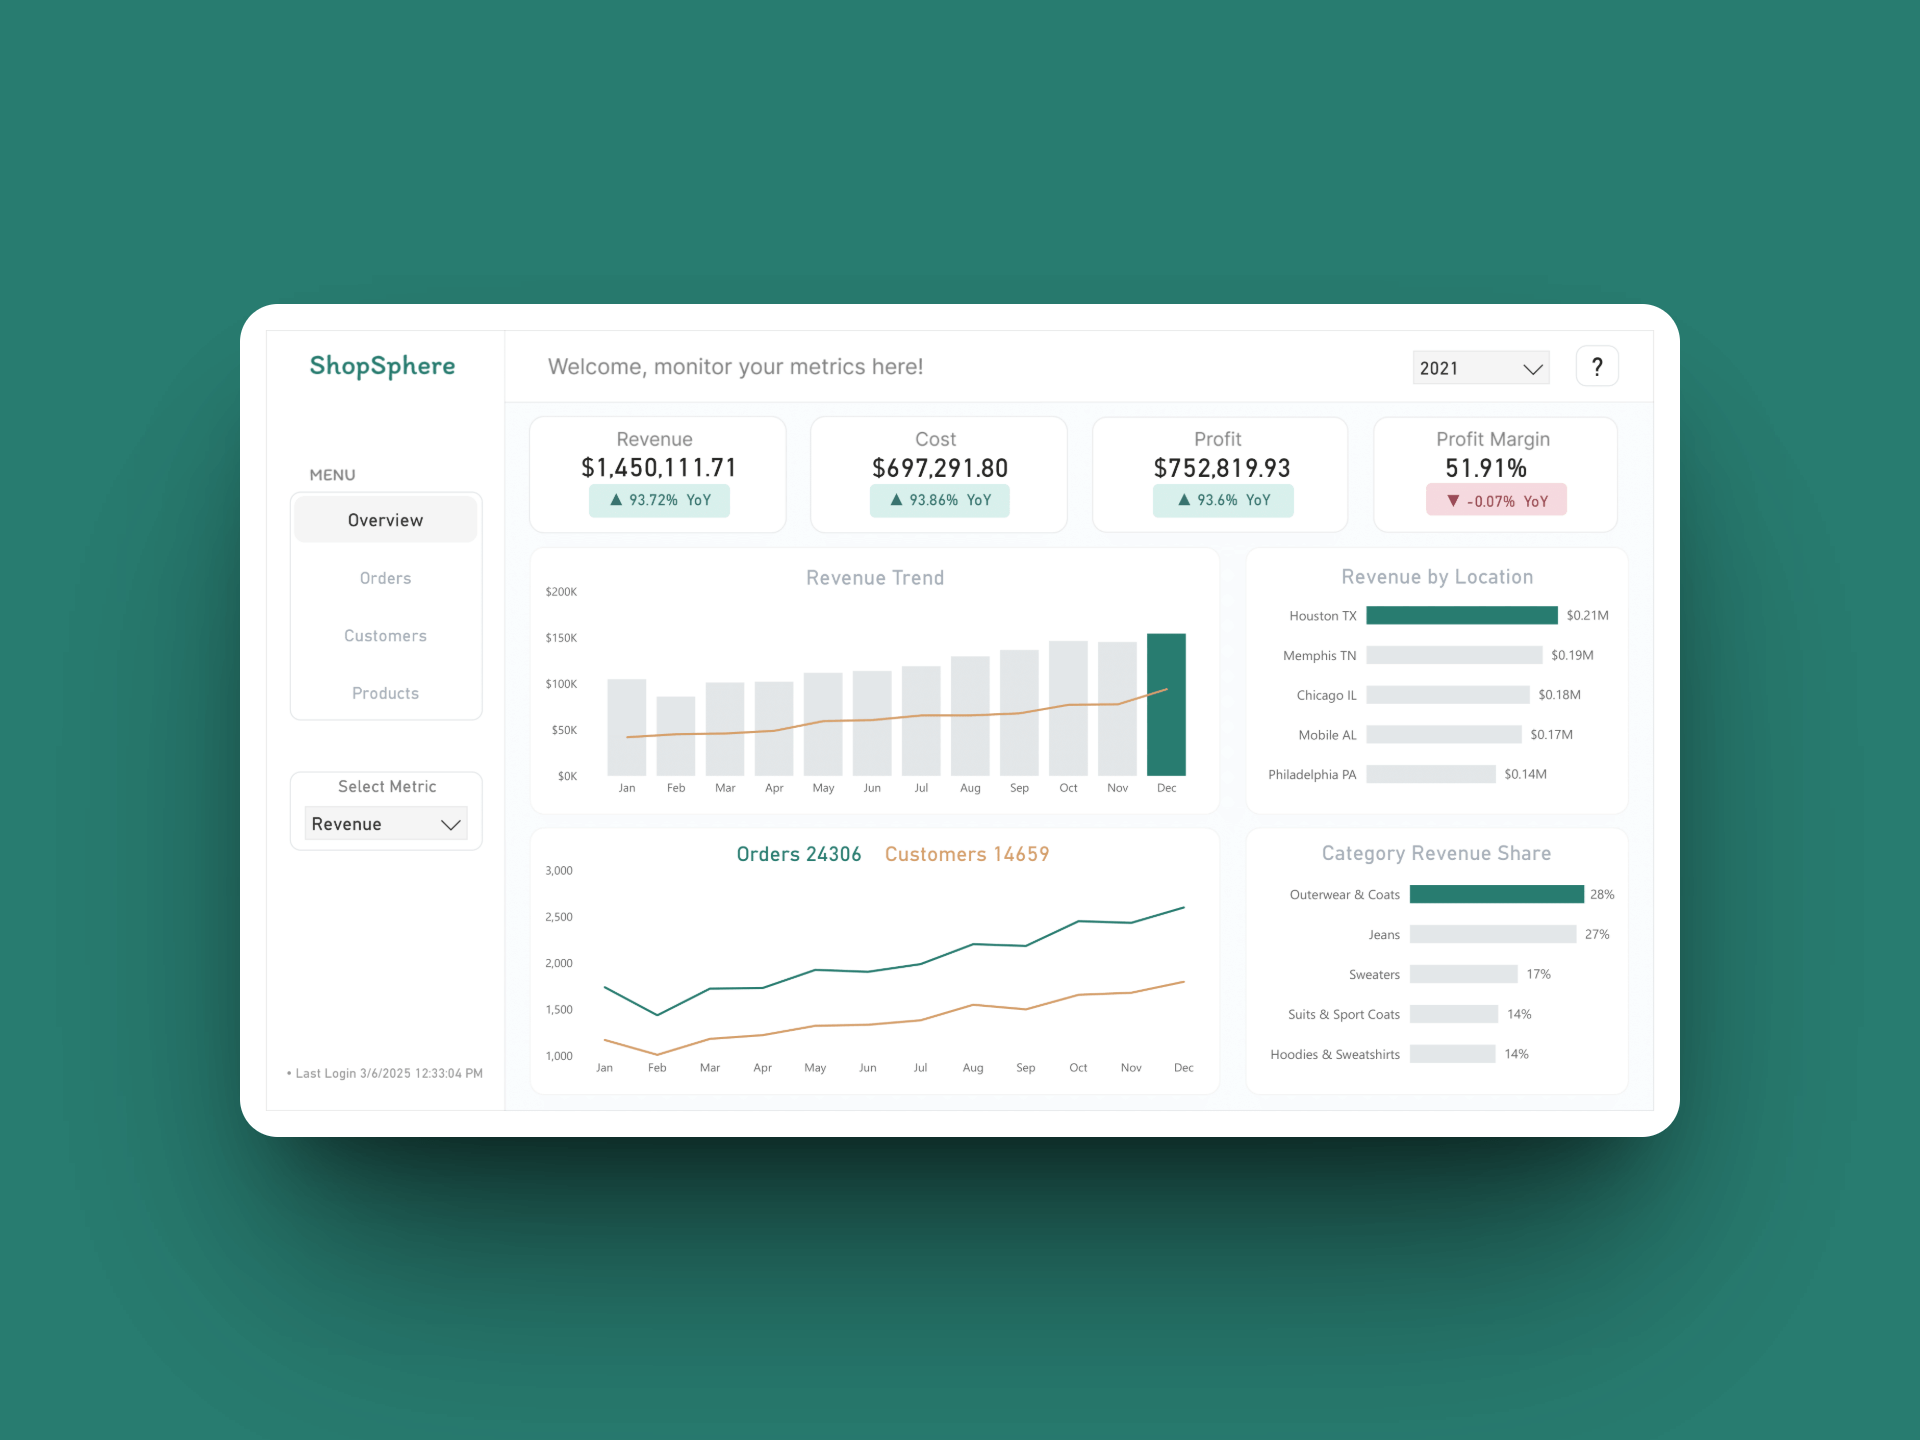 ShopSphere
Welcome, monitor your metrics here!
2021
?
MENU
Overview
Orders
Customers
Products
Select Metric
Revenue
• Last Login 3/6/2025 12:33:04 PM
Revenue
$1,450,111.71
▲ 93.72% YoY
Cost
$697,291.80
▲ 93.86% YoY
Profit
$752,819.93
▲ 93.6% YoY
Profit Margin
51.91%
▼ -0.07% YoY
Revenue Trend
$200K
$150K
$100K
$50K
$0K
Jan Feb Mar Apr May Jun Jul Aug Sep Oct Nov Dec
Revenue by Location
Houston TX $0.21M
Memphis TN $0.19M
Chicago IL $0.18M
Mobile AL $0.17M
Philadelphia PA $0.14M
Orders 24306 Customers 14659
3,000
2,500
2,000
1,500
1,000
Jan Feb Mar Apr May Jun Jul Aug Sep Oct Nov Dec
Category Revenue Share
Outerwear & Coats 28%
Jeans 27%
Sweaters 17%
Suits & Sport Coats 14%
Hoodies & Sweatshirts 14%